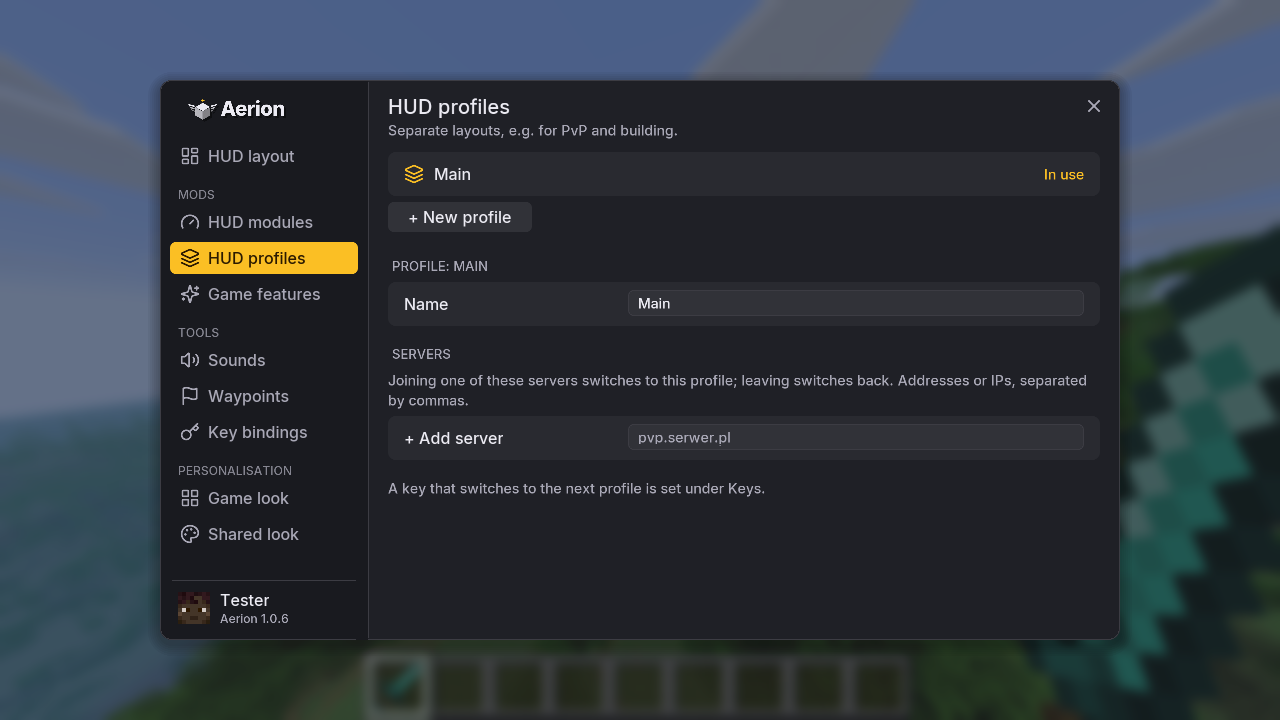 Aerion
HUD layout
MODS
HUD modules
HUD profiles
Game features
TOOLS
Sounds
Waypoints
Key bindings
PERSONALISATION
Game look
Shared look
Tester
Aerion 1.0.6
HUD profiles
Separate layouts, e.g. for PvP and building.
Main In use
+ New profile
PROFILE: MAIN
Name Main
SERVERS
Joining one of these servers switches to this profile; leaving switches back. Addresses or IPs, separated
by commas.
+ Add server pvp.serwer.pl
A key that switches to the next profile is set under Keys.